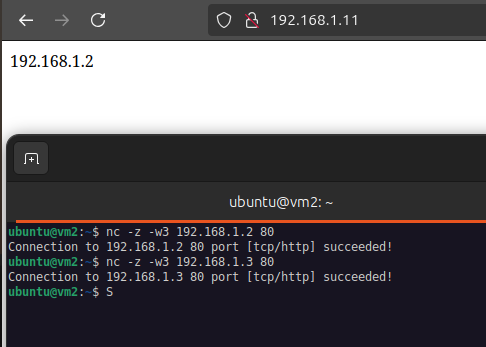 192.168.1.11
192.168.1.2
ubuntu@vm2: ~
ubuntu@vm2:~$ nc -z -w3 192.168.1.2 80
Connection to 192.168.1.2 80 port [tcp/http] succeeded!
ubuntu@vm2:~$ nc -z -w3 192.168.1.3 80
Connection to 192.168.1.3 80 port [tcp/http] succeeded!
ubuntu@vm2:~$ S